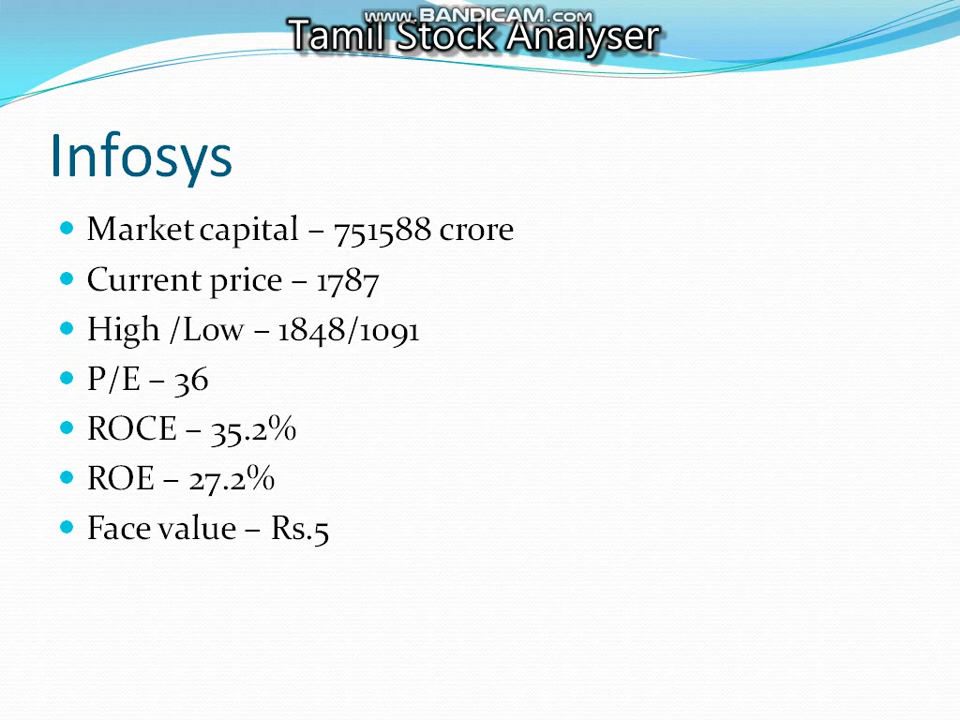 www.BANDICAM.com
Tamil Stock Analyser
Infosys
Market capital – 751588 crore
Current price – 1787
High /Low – 1848/1091
P/E – 36
ROCE – 35.2%
ROE – 27.2%
Face value – Rs.5